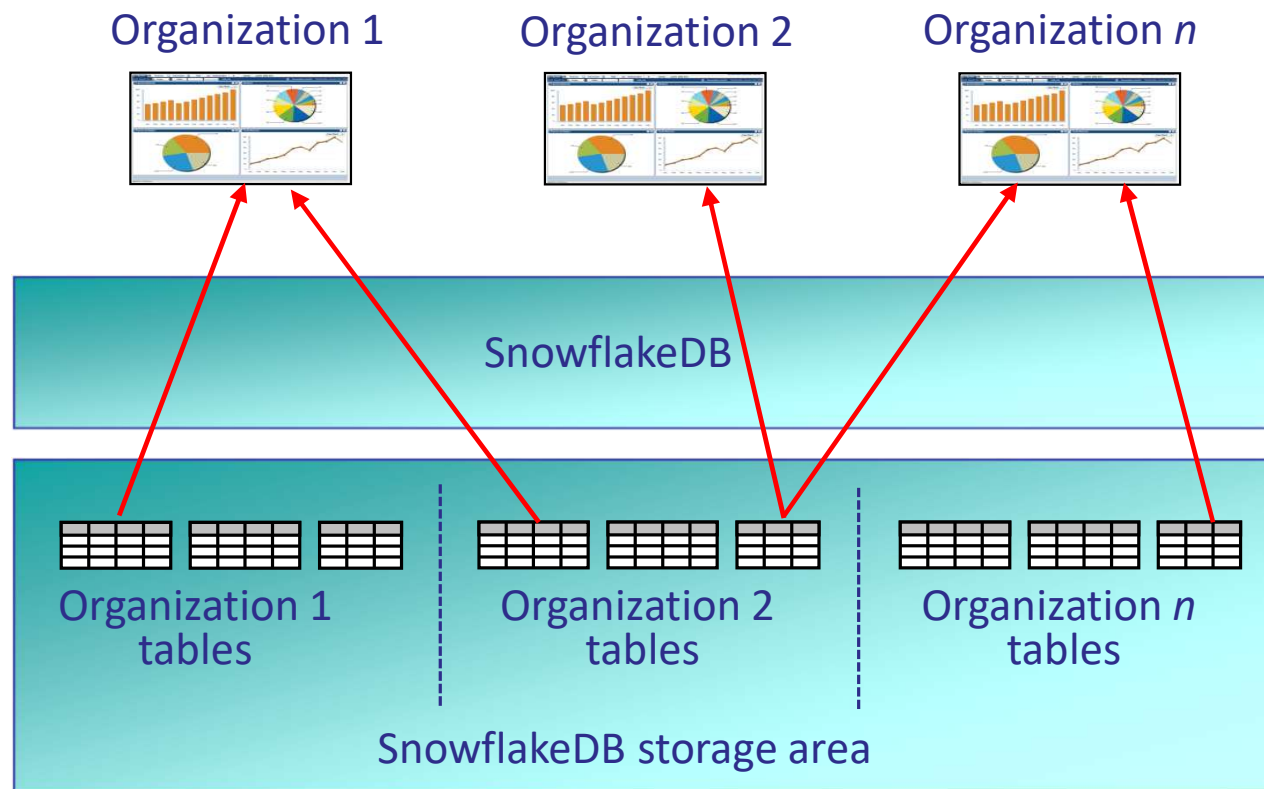 Organization 1
Organization 2
Organization n
SnowflakeDB
Organization 1
tables
Organization 2
tables
Organization n
tables
SnowflakeDB storage area